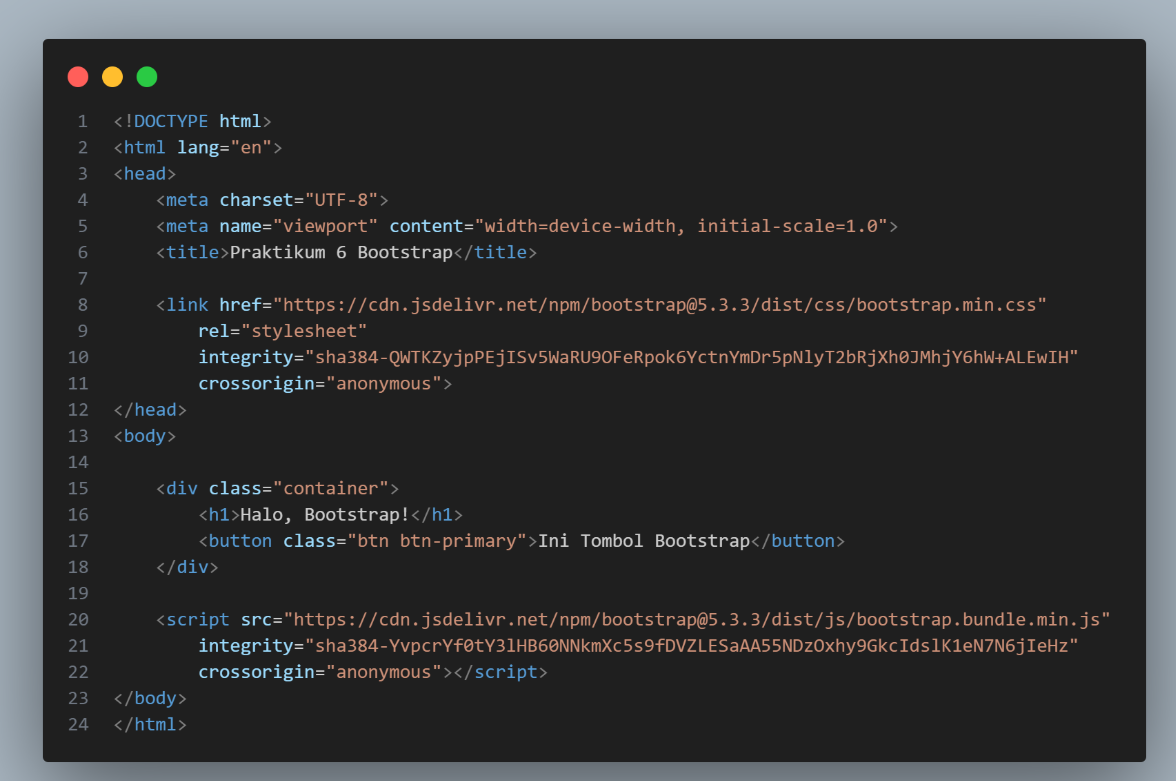 1 <!DOCTYPE html>
2 <html lang="en">
3 <head>
4     <meta charset="UTF-8">
5     <meta name="viewport" content="width=device-width, initial-scale=1.0">
6     <title>Praktikum 6 Bootstrap</title>
7
8     <link href="https://cdn.jsdelivr.net/npm/bootstrap@5.3.3/dist/css/bootstrap.min.css"
9         rel="stylesheet"
10         integrity="sha384-QWTKZyjpPEjISv5WaRU9OFeRpok6YctnYmDr5pNlyT2bRjXh0JMhjY6hW+ALEwIH"
11         crossorigin="anonymous">
12 </head>
13 <body>
14
15     <div class="container">
16         <h1>Halo, Bootstrap!</h1>
17         <button class="btn btn-primary">Ini Tombol Bootstrap</button>
18     </div>
19
20     <script src="https://cdn.jsdelivr.net/npm/bootstrap@5.3.3/dist/js/bootstrap.bundle.min.js"
21         integrity="sha384-YvpcrYf0tY3lHB60NNkmXc5s9fDVZLESaAA55NDzOxhy9GkcIdslK1eN7N6jIeHz"
22         crossorigin="anonymous"></script>
23 </body>
24 </html>